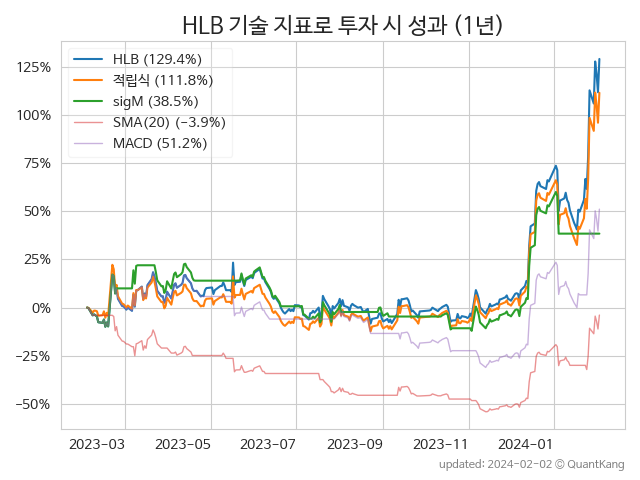 HLB 기술 지표로 투자 시 성과 (1년)
HLB (129.4%)
적립식 (111.8%)
sigM (38.5%)
SMA(20) (−3.9%)
MACD (51.2%)
125%
100%
75%
50%
25%
0%
−25%
−50%
2023-03 2023-05 2023-07 2023-09 2023-11 2024-01
updated: 2024-02-02 © QuantKang